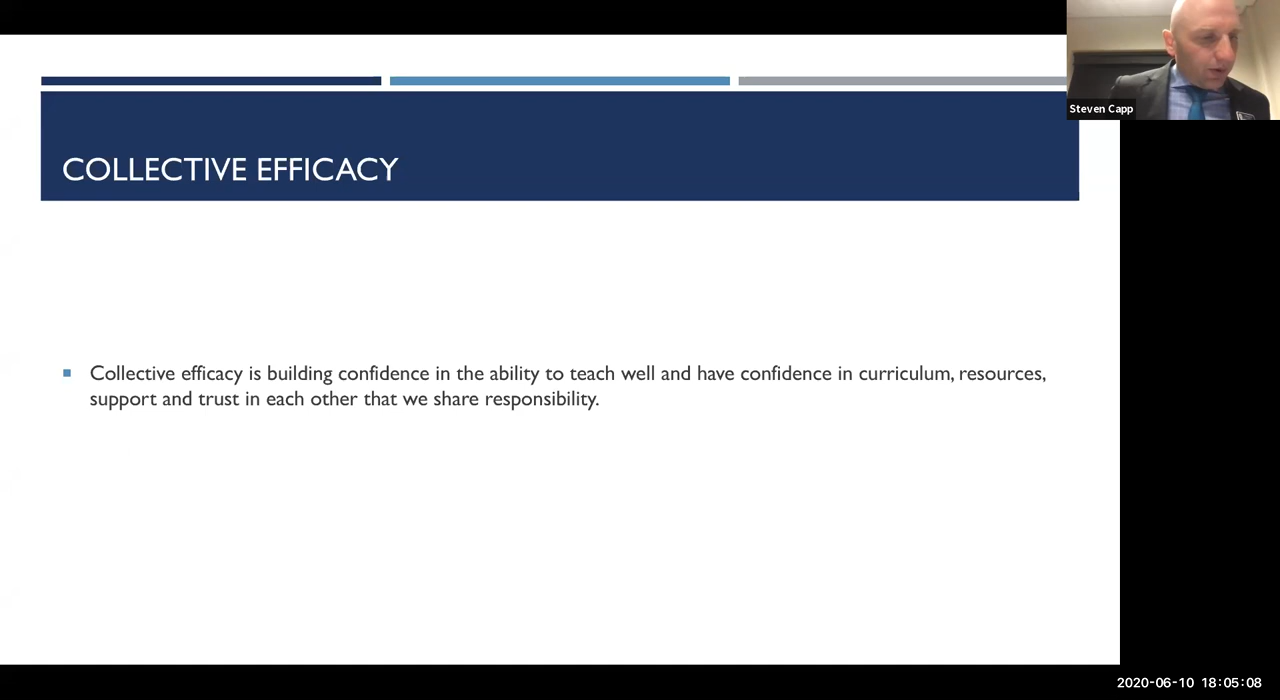 Steven Capp
COLLECTIVE EFFICACY
Collective efficacy is building confidence in the ability to teach well and have confidence in curriculum, resources,
support and trust in each other that we share responsibility.
2020-06-10 18:05:08